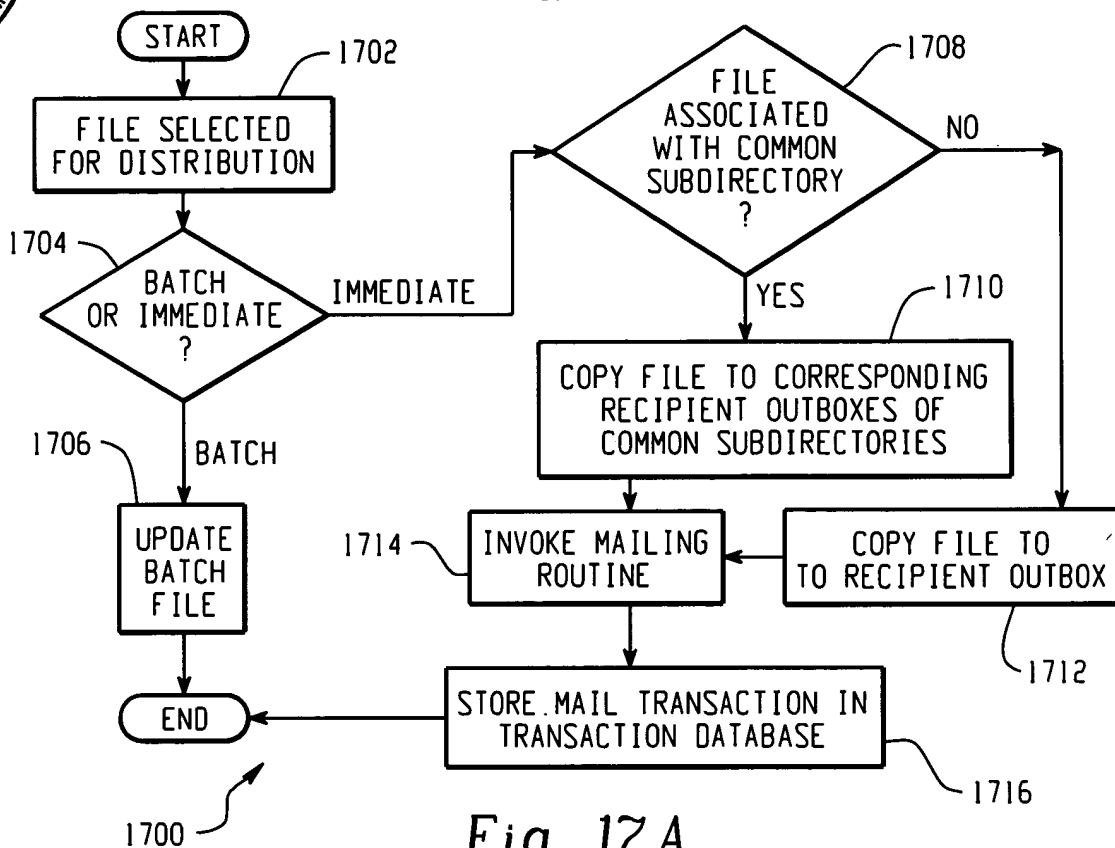 START
1702
FILE SELECTED
FOR DISTRIBUTION
1704
BATCH
OR IMMEDIATE
?
IMMEDIATE
BATCH
1706
UPDATE
BATCH
FILE
END
1700
1708
FILE
ASSOCIATED
WITH COMMON
SUBDIRECTORY
?
NO
YES
1710
COPY FILE TO CORRESPONDING
RECIPIENT OUTBOXES OF
COMMON SUBDIRECTORIES
1714
INVOKE MAILING
ROUTINE
COPY FILE TO
TO RECIPIENT OUTBOX
1712
STORE MAIL TRANSACTION IN
TRANSACTION DATABASE
1716
Fig. 17A